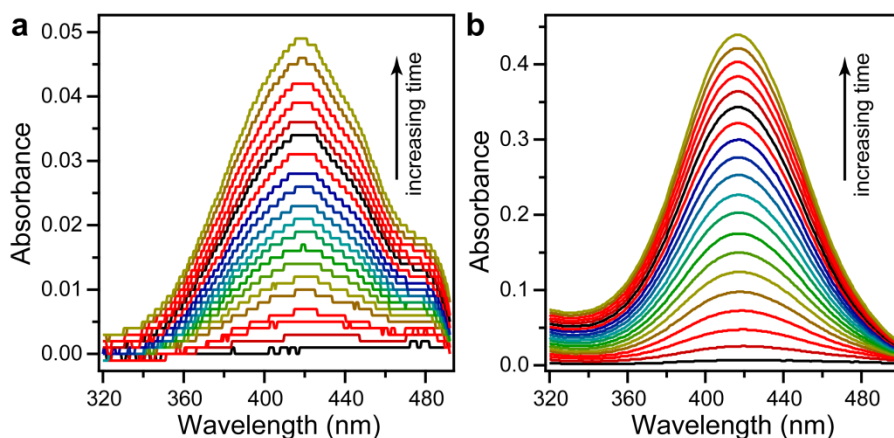 a
0.05
0.04
0.03
0.02
0.01
0.00
Absorbance
increasing time
320 360 400 440 480
Wavelength (nm)
b
0.4
0.3
0.2
0.1
0.0
Absorbance
increasing time
320 360 400 440 480
Wavelength (nm)